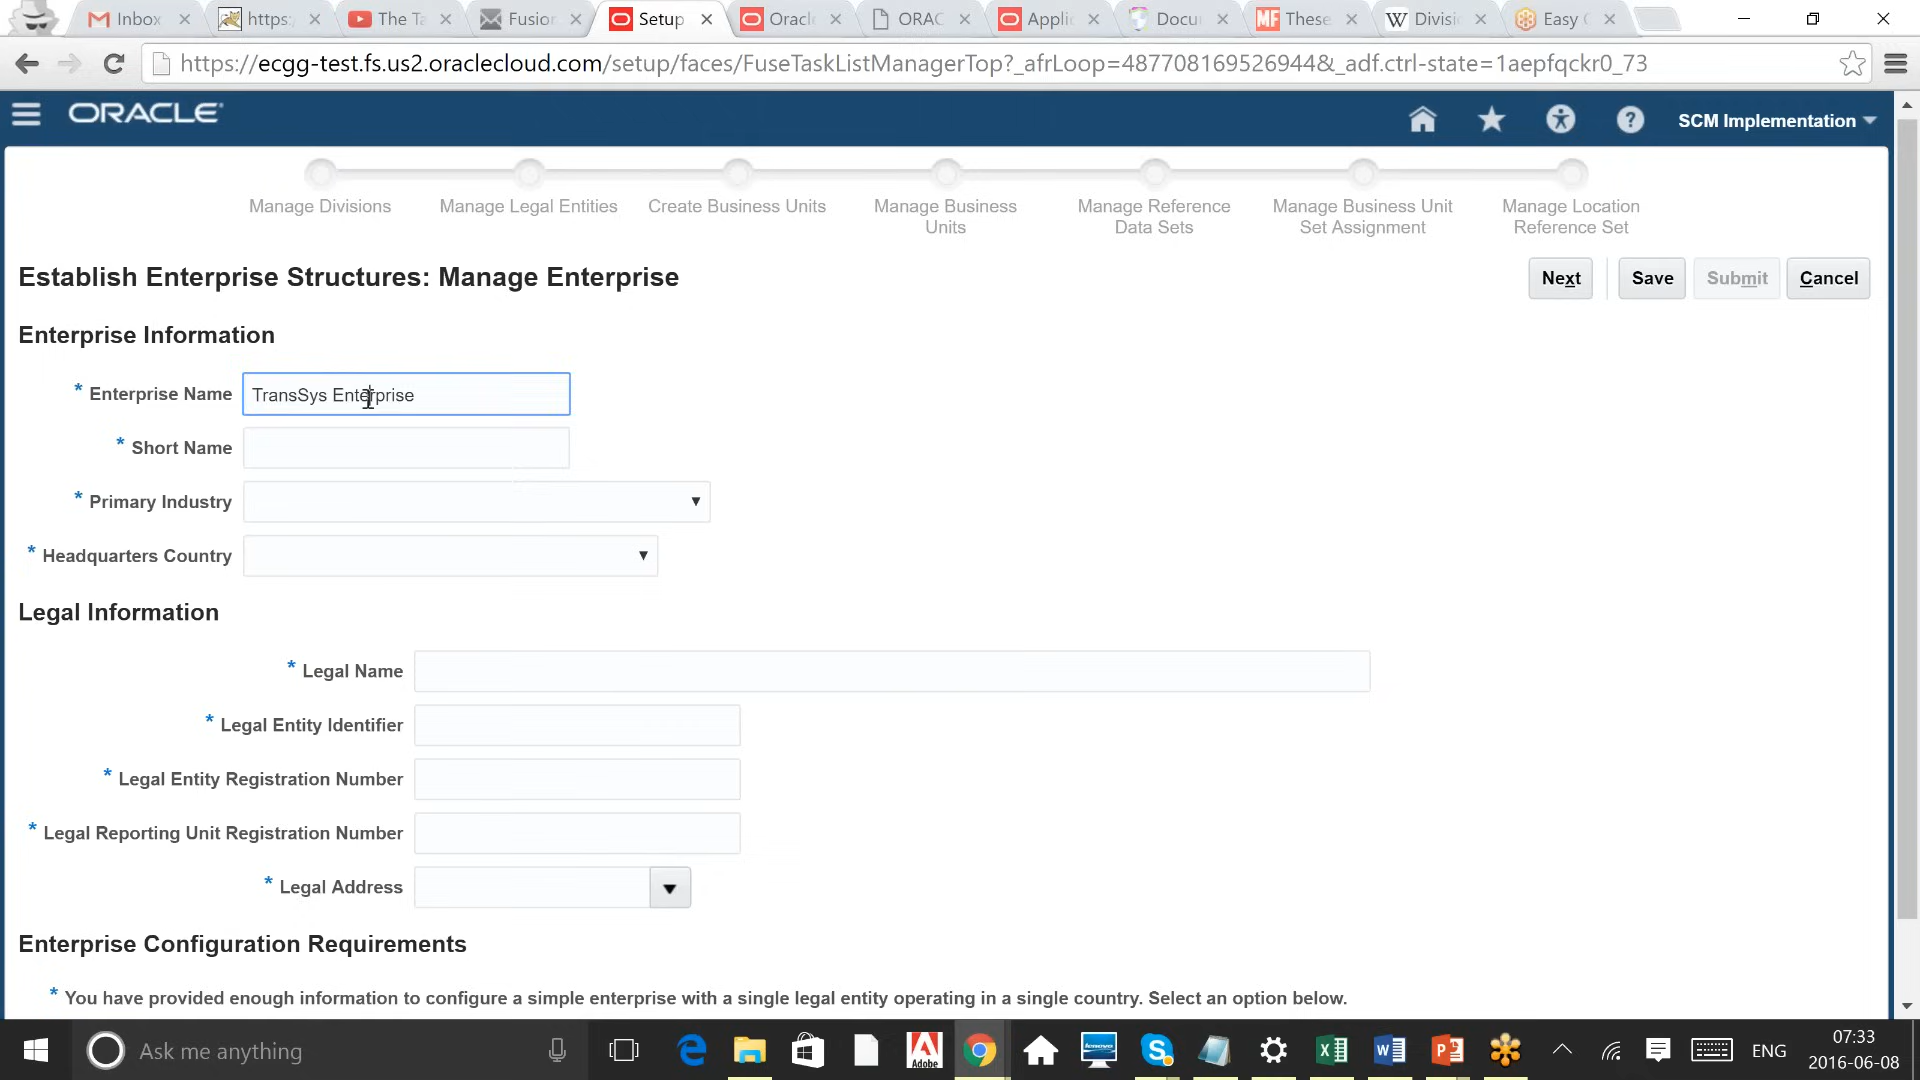 Inbox
https:
The Ta
Fusion
Setup
Oracle
ORAC
Applic
Docu
MF These
W Divisi
Easy
https://ecgg-test.fs.us2.oraclecloud.com/setup/faces/FuseTaskListManagerTop?_afrLoop=487708169526944&_adf.ctrl-state=1aepfqckr0_73
ORACLE
SCM Implementation
Manage Divisions
Manage Legal Entities
Create Business Units
Manage Business
Units
Manage Reference
Data Sets
Manage Business Unit
Set Assignment
Manage Location
Reference Set
Establish Enterprise Structures: Manage Enterprise
Next
Save
Submit
Cancel
Enterprise Information
* Enterprise Name TransSys Enterprise
* Short Name
* Primary Industry
* Headquarters Country
Legal Information
* Legal Name
* Legal Entity Identifier
* Legal Entity Registration Number
* Legal Reporting Unit Registration Number
* Legal Address
Enterprise Configuration Requirements
* You have provided enough information to configure a simple enterprise with a single legal entity operating in a single country. Select an option below.
Ask me anything
Adobe
lenovo
ENG
07:33
2016-06-08